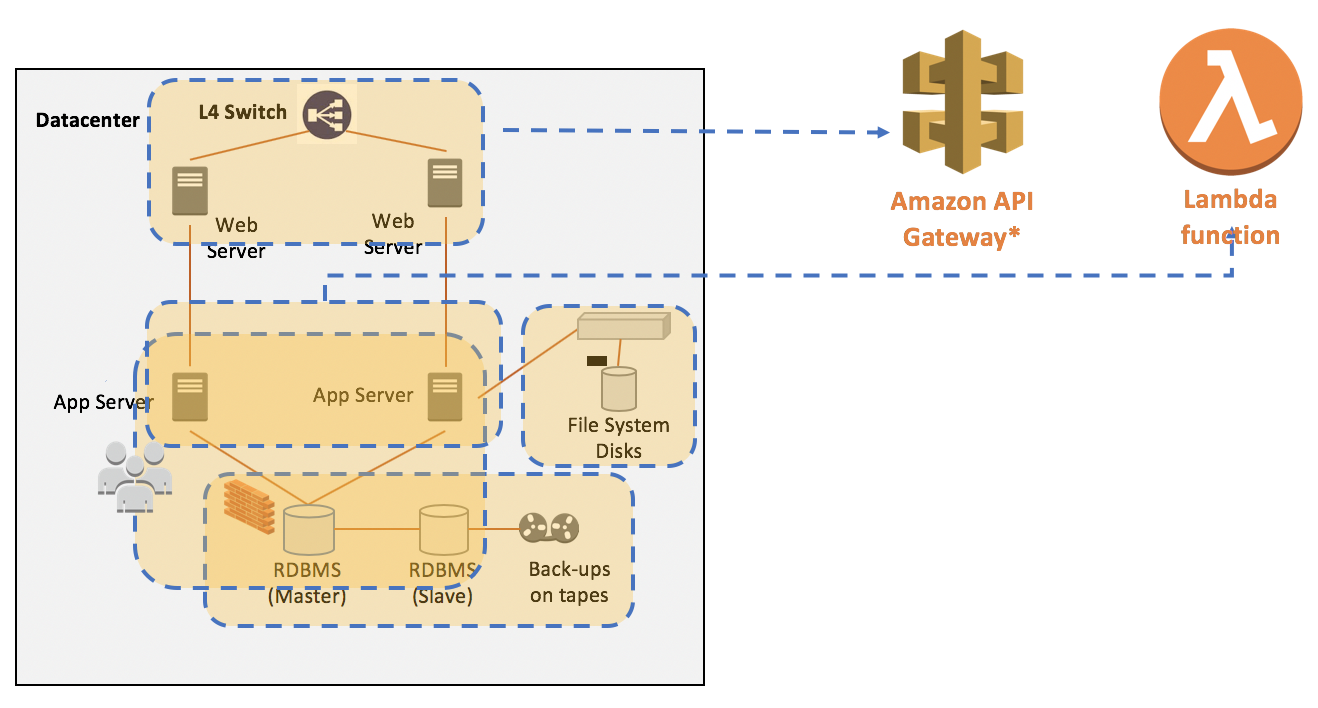 Datacenter
L4 Switch
Web
Server
Web
Server
Amazon API
Gateway*
Lambda
function
App Server
App Server
File System
Disks
RDBMS
(Master)
RDBMS
(Slave)
Back-ups
on tapes